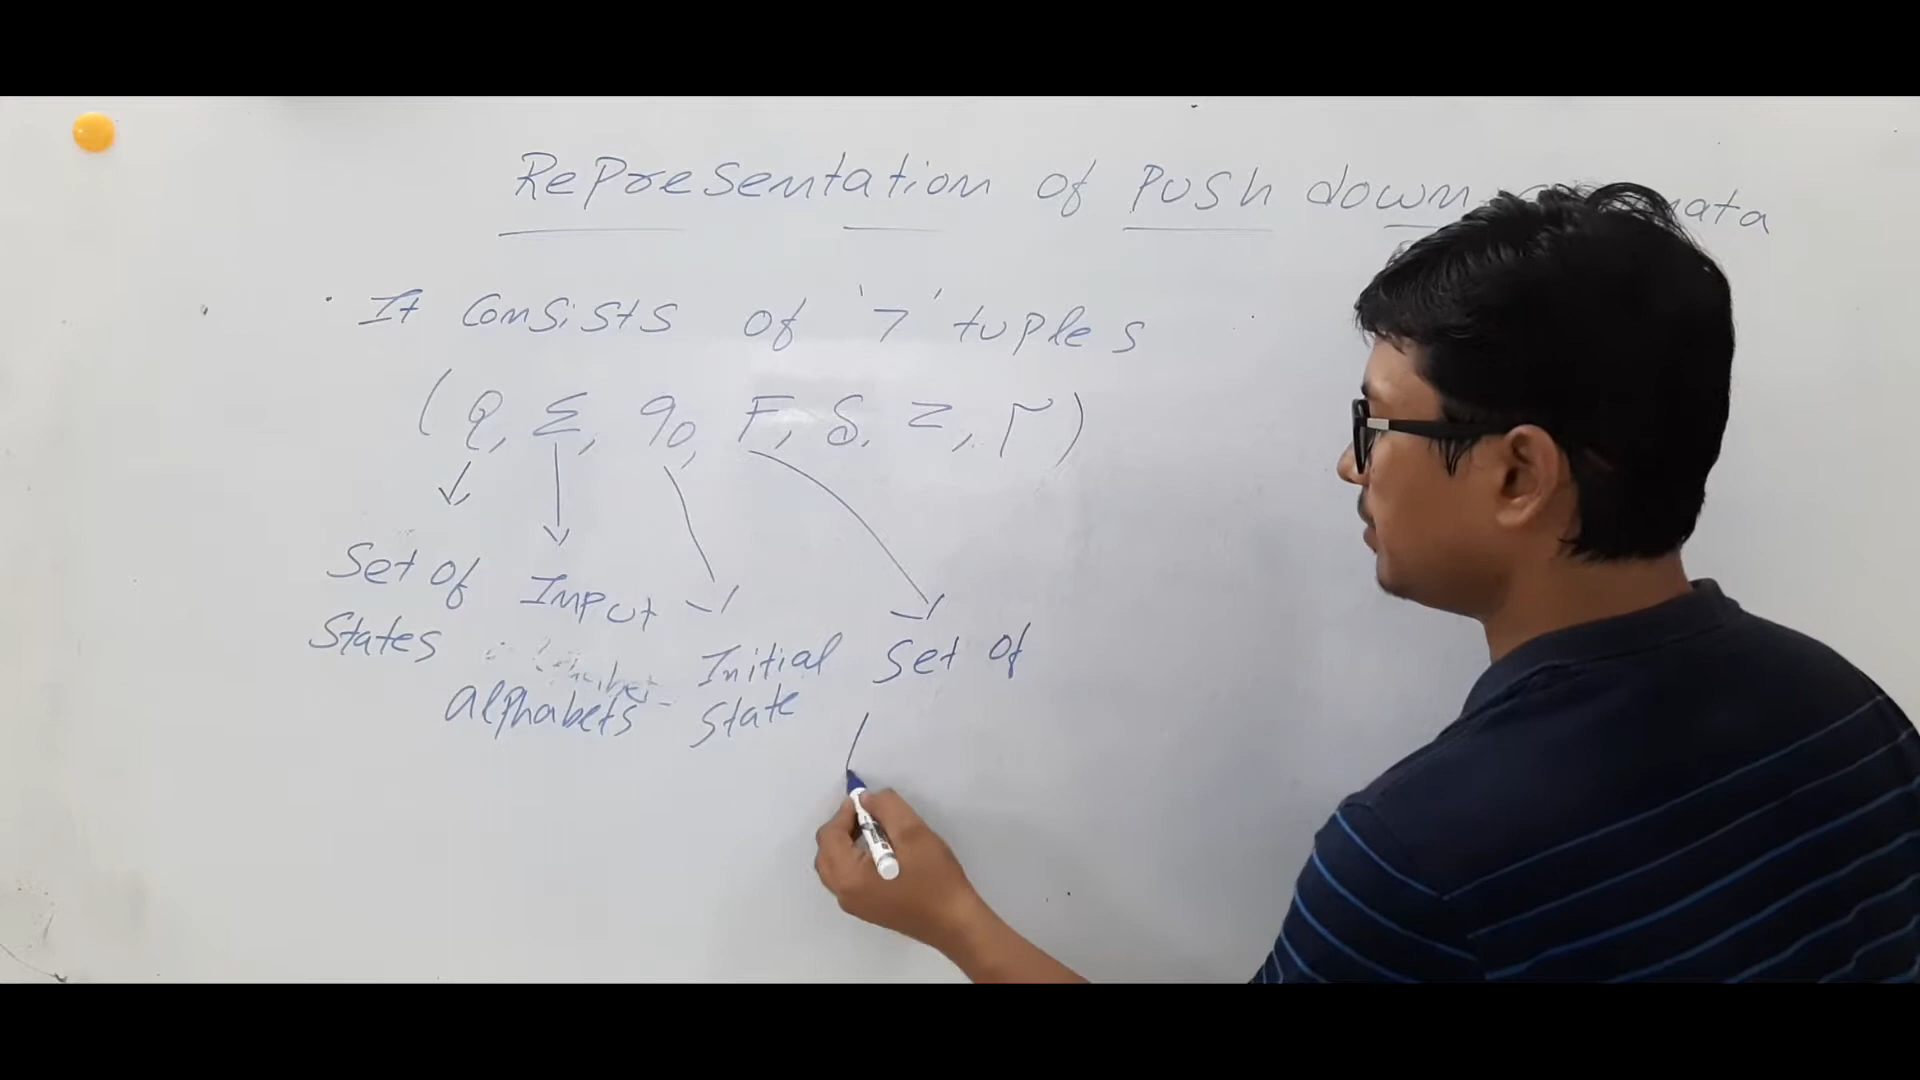 Representation of Push down
It Consists of '7' tuples
(Q, Σ, q0, F, δ, Z, Γ)
Set of States
Input alphabets
Initial State
Set of